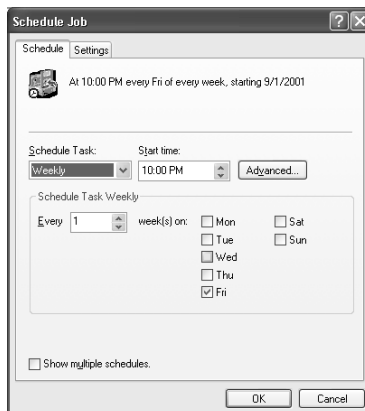 Schedule Job
Schedule Settings
At 10:00 PM every Fri of every week, starting 9/1/2001
Schedule Task: Start time:
Weekly 10:00 PM Advanced...
Schedule Task Weekly
Every 1 week(s) on: Mon Sat
Tue Sun
Wed
Thu
Fri
Show multiple schedules.
OK Cancel